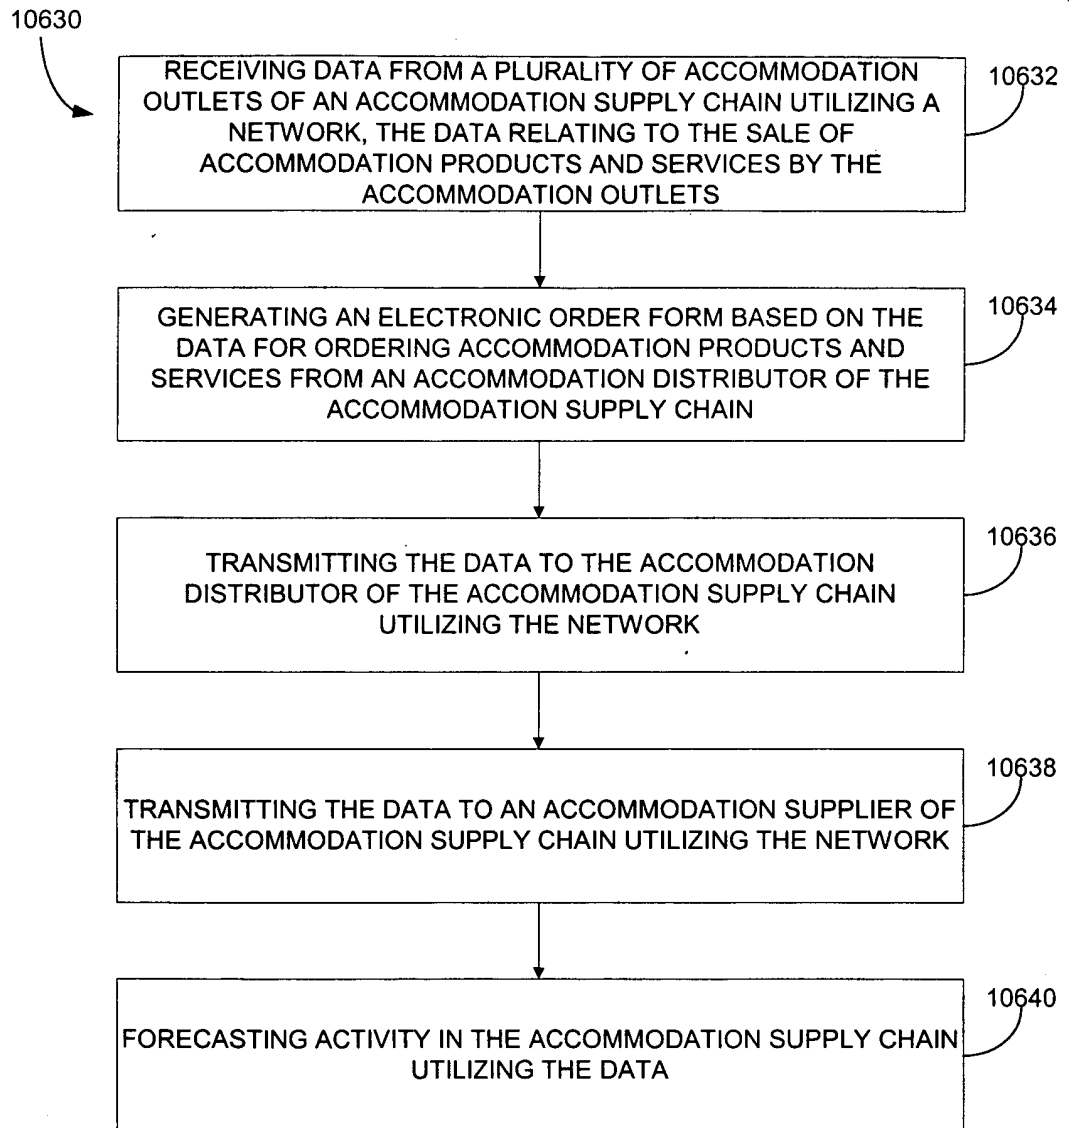 10630
RECEIVING DATA FROM A PLURALITY OF ACCOMMODATION
OUTLETS OF AN ACCOMMODATION SUPPLY CHAIN UTILIZING A
NETWORK, THE DATA RELATING TO THE SALE OF
ACCOMMODATION PRODUCTS AND SERVICES BY THE
ACCOMMODATION OUTLETS
10632
GENERATING AN ELECTRONIC ORDER FORM BASED ON THE
DATA FOR ORDERING ACCOMMODATION PRODUCTS AND
SERVICES FROM AN ACCOMMODATION DISTRIBUTOR OF THE
ACCOMMODATION SUPPLY CHAIN
10634
TRANSMITTING THE DATA TO THE ACCOMMODATION
DISTRIBUTOR OF THE ACCOMMODATION SUPPLY CHAIN
UTILIZING THE NETWORK
10636
TRANSMITTING THE DATA TO AN ACCOMMODATION SUPPLIER OF
THE ACCOMMODATION SUPPLY CHAIN UTILIZING THE NETWORK
10638
FORECASTING ACTIVITY IN THE ACCOMMODATION SUPPLY CHAIN
UTILIZING THE DATA
10640